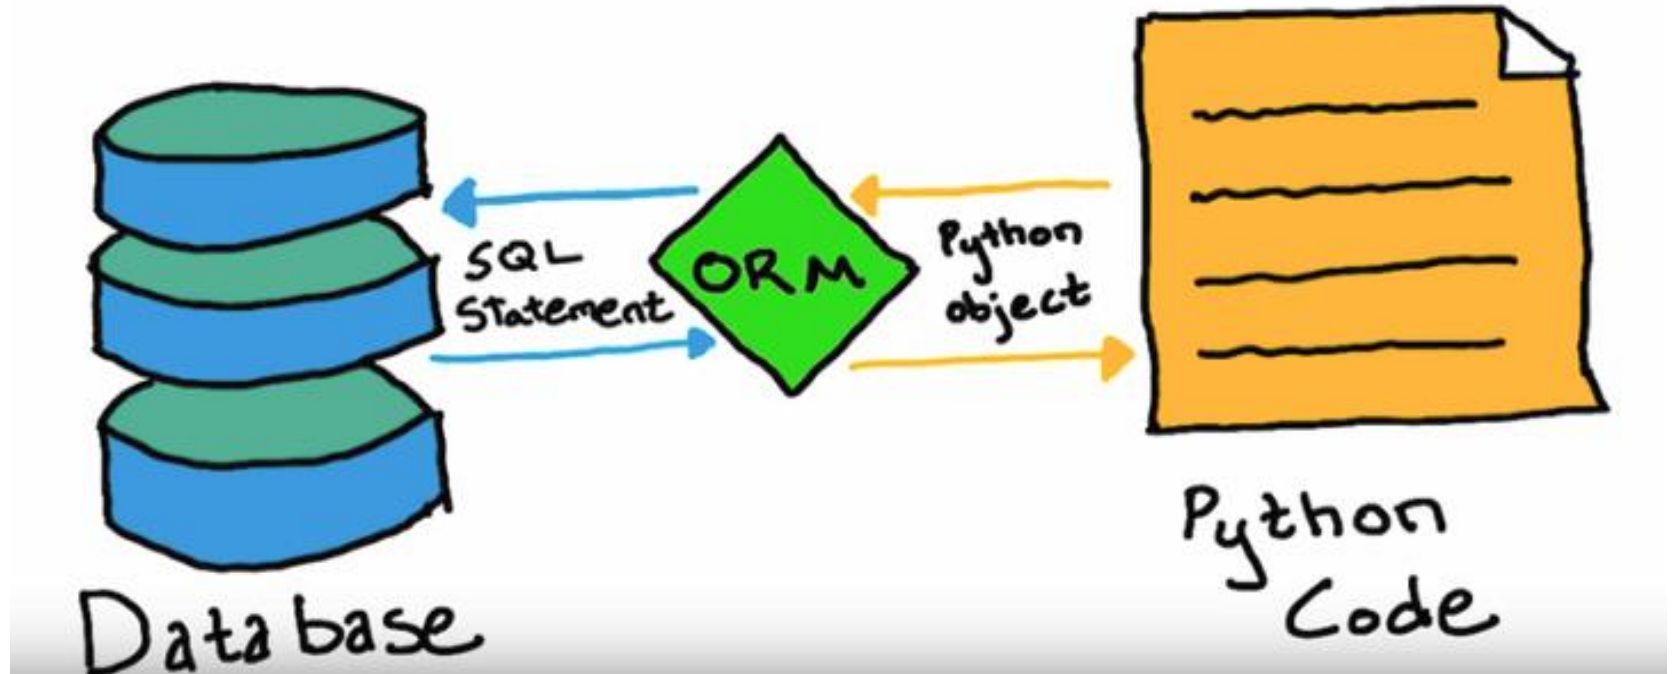 SQL
Statement
ORM
Python
object
Database
Python
Code